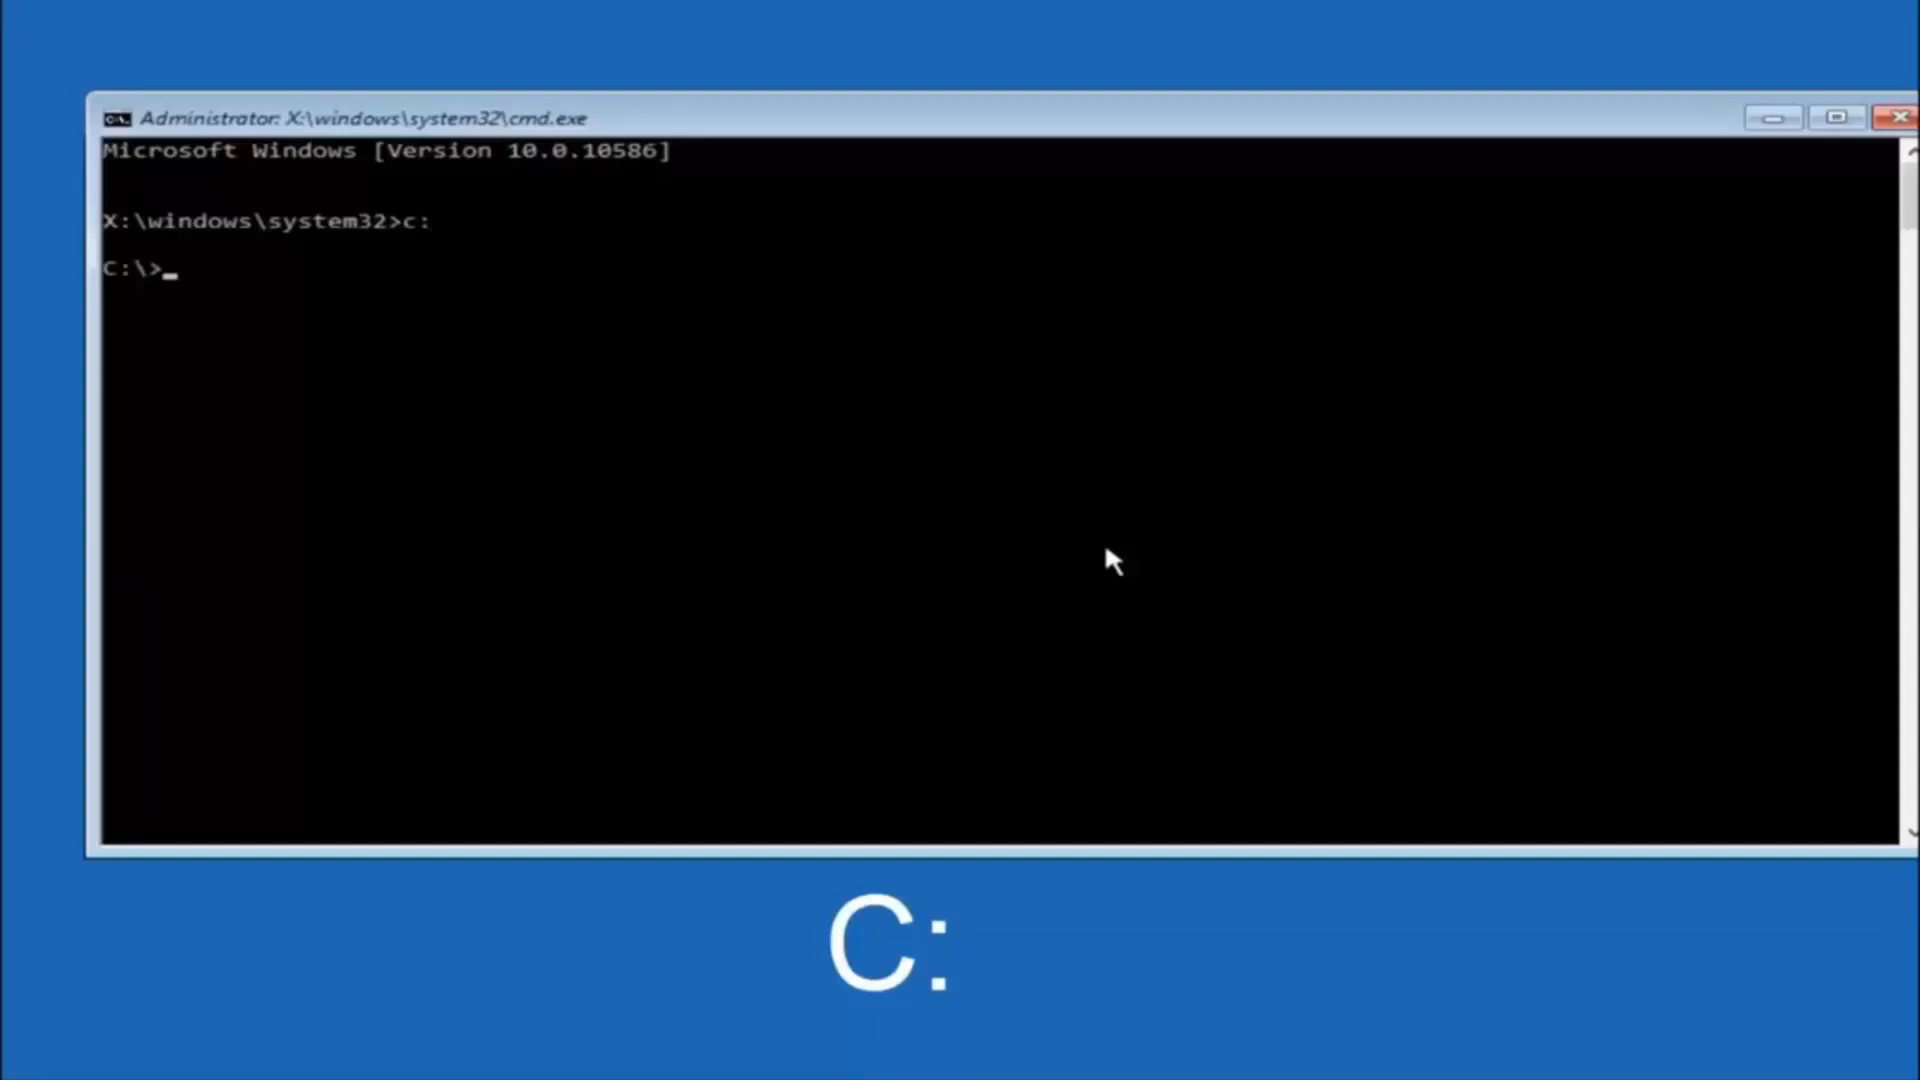 Administrator: X:\windows\system32\cmd.exe
Microsoft Windows [Version 10.0.10586]
X:\windows\system32>c:
C:\>_
C: